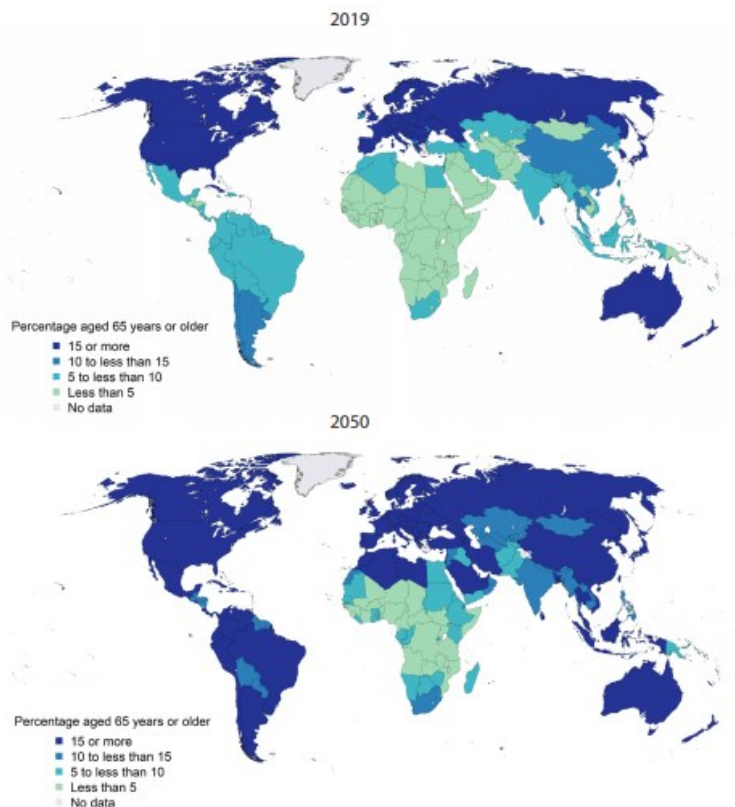 2019
Percentage aged 65 years or older
15 or more
10 to less than 15
5 to less than 10
Less than 5
No data
2050
Percentage aged 65 years or older
15 or more
10 to less than 15
5 to less than 10
Less than 5
No data